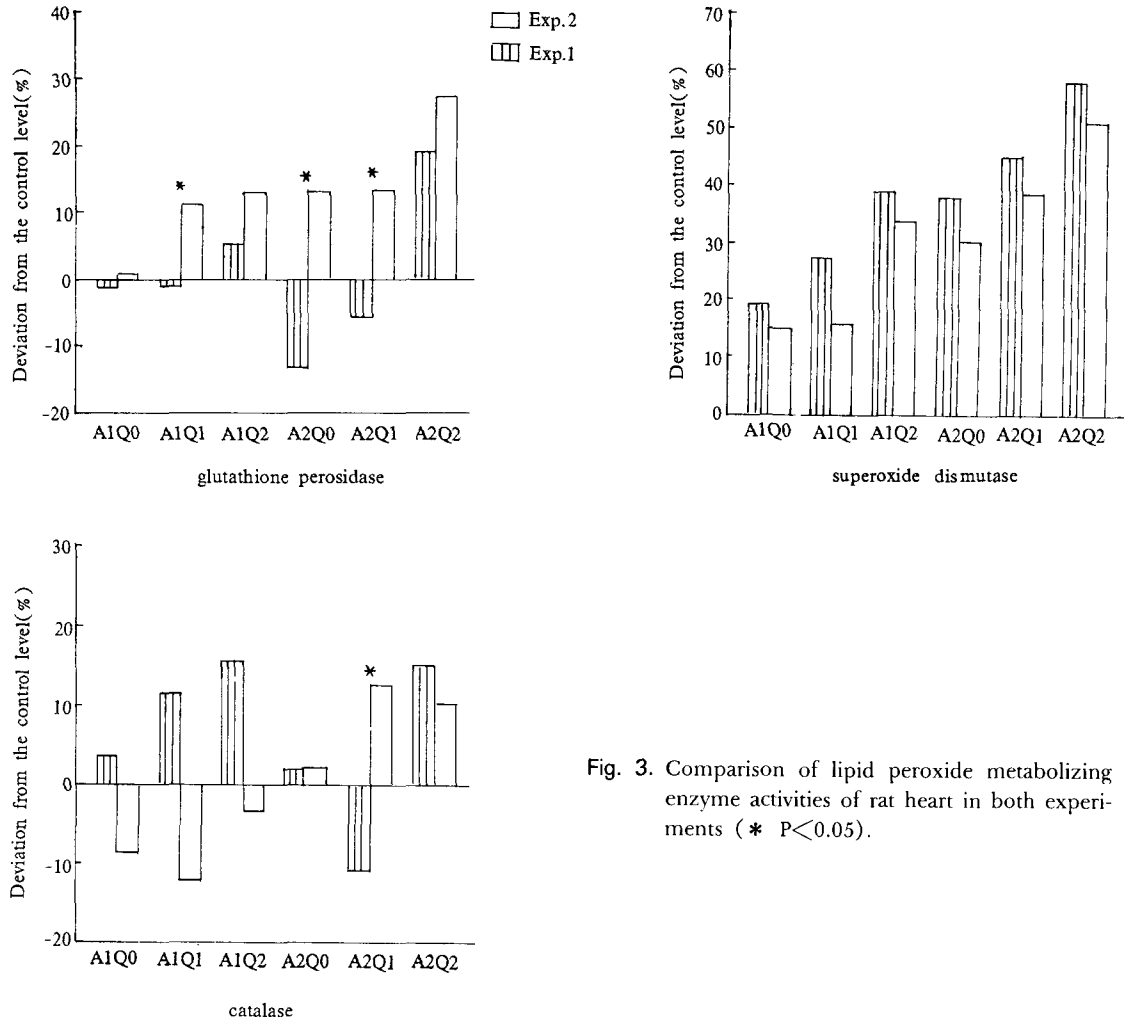 Exp.2
Exp.1
Deviation from the control level(%)
40
30
20
10
0
-10
-20
*
*
*
A1Q0 A1Q1 A1Q2 A2Q0 A2Q1 A2Q2
glutathione perosidase
Deviation from the control level(%)
70
60
50
40
30
20
10
0
A1Q0 A1Q1 A1Q2 A2Q0 A2Q1 A2Q2
superoxide dismutase
Deviation from the control level(%)
30
20
10
0
-10
-20
*
A1Q0 A1Q1 A1Q2 A2Q0 A2Q1 A2Q2
catalase
Fig. 3. Comparison of lipid peroxide metabolizing
enzyme activities of rat heart in both experi-
ments (* P<0.05).